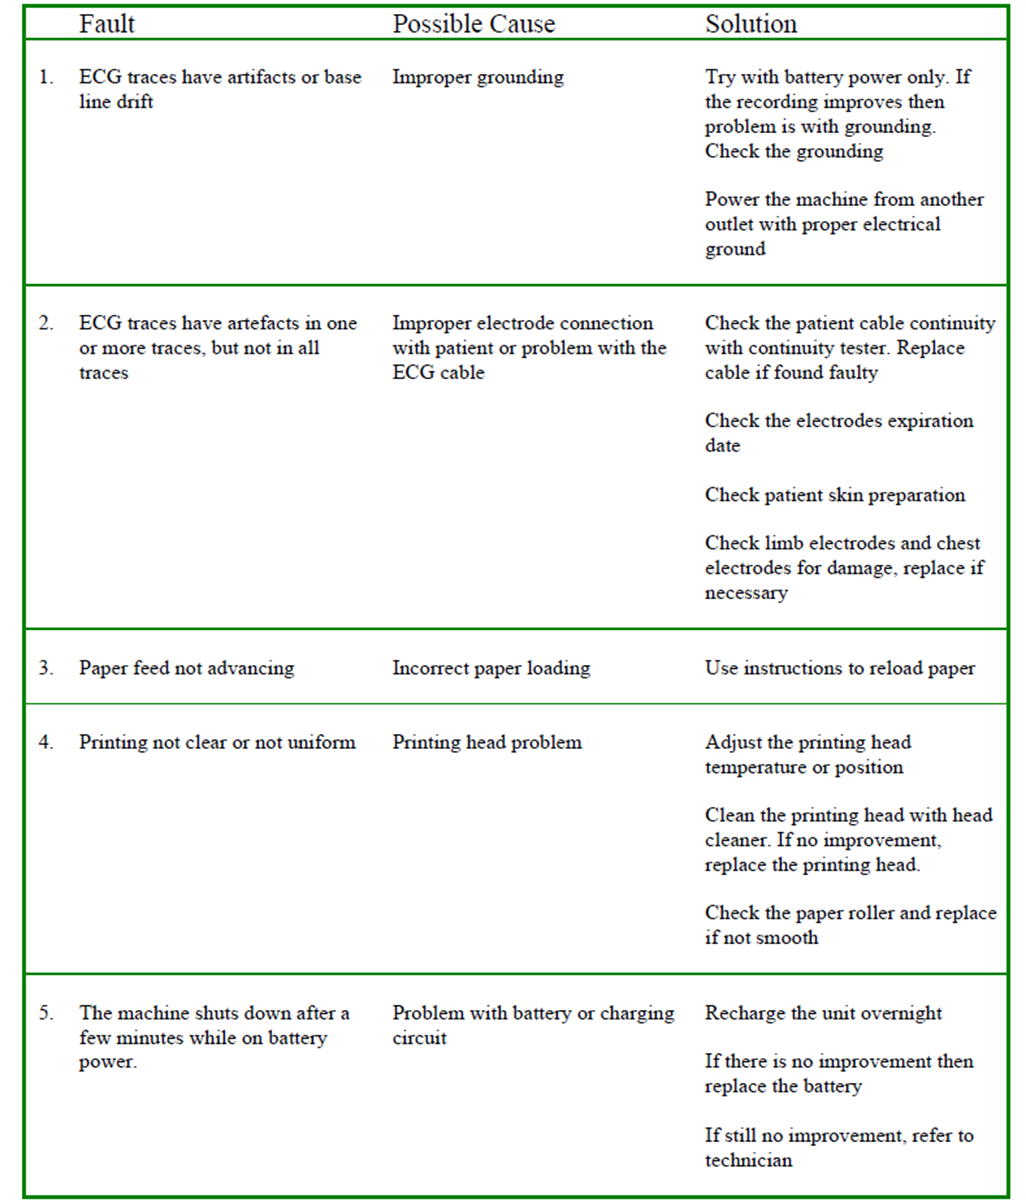 Fault Possible Cause Solution
1. ECG traces have artifacts or base Improper grounding Try with battery power only. If
line drift the recording improves then
problem is with grounding.
Check the grounding
Power the machine from another
outlet with proper electrical
ground
2. ECG traces have artefacts in one Improper electrode connection Check the patient cable continuity
or more traces, but not in all with patient or problem with the with continuity tester. Replace
traces ECG cable cable if found faulty
Check the electrodes expiration
date
Check patient skin preparation
Check limb electrodes and chest
electrodes for damage, replace if
necessary
3. Paper feed not advancing Incorrect paper loading Use instructions to reload paper
4. Printing not clear or not uniform Printing head problem Adjust the printing head
temperature or position
Clean the printing head with head
cleaner. If no improvement,
replace the printing head.
Check the paper roller and replace
if not smooth
5. The machine shuts down after a Problem with battery or charging Recharge the unit overnight
few minutes while on battery circuit
power. If there is no improvement then
replace the battery
If still no improvement, refer to
technician